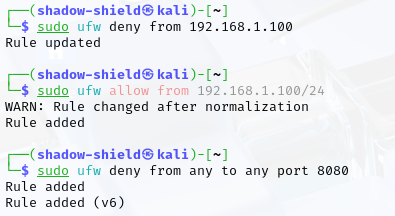 ┌──(shadow-shield㉿kali)-[~]
└─$ sudo ufw deny from 192.168.1.100
Rule updated
┌──(shadow-shield㉿kali)-[~]
└─$ sudo ufw allow from 192.168.1.100/24
WARN: Rule changed after normalization
Rule added
┌──(shadow-shield㉿kali)-[~]
└─$ sudo ufw deny from any to any port 8080
Rule added
Rule added (v6)